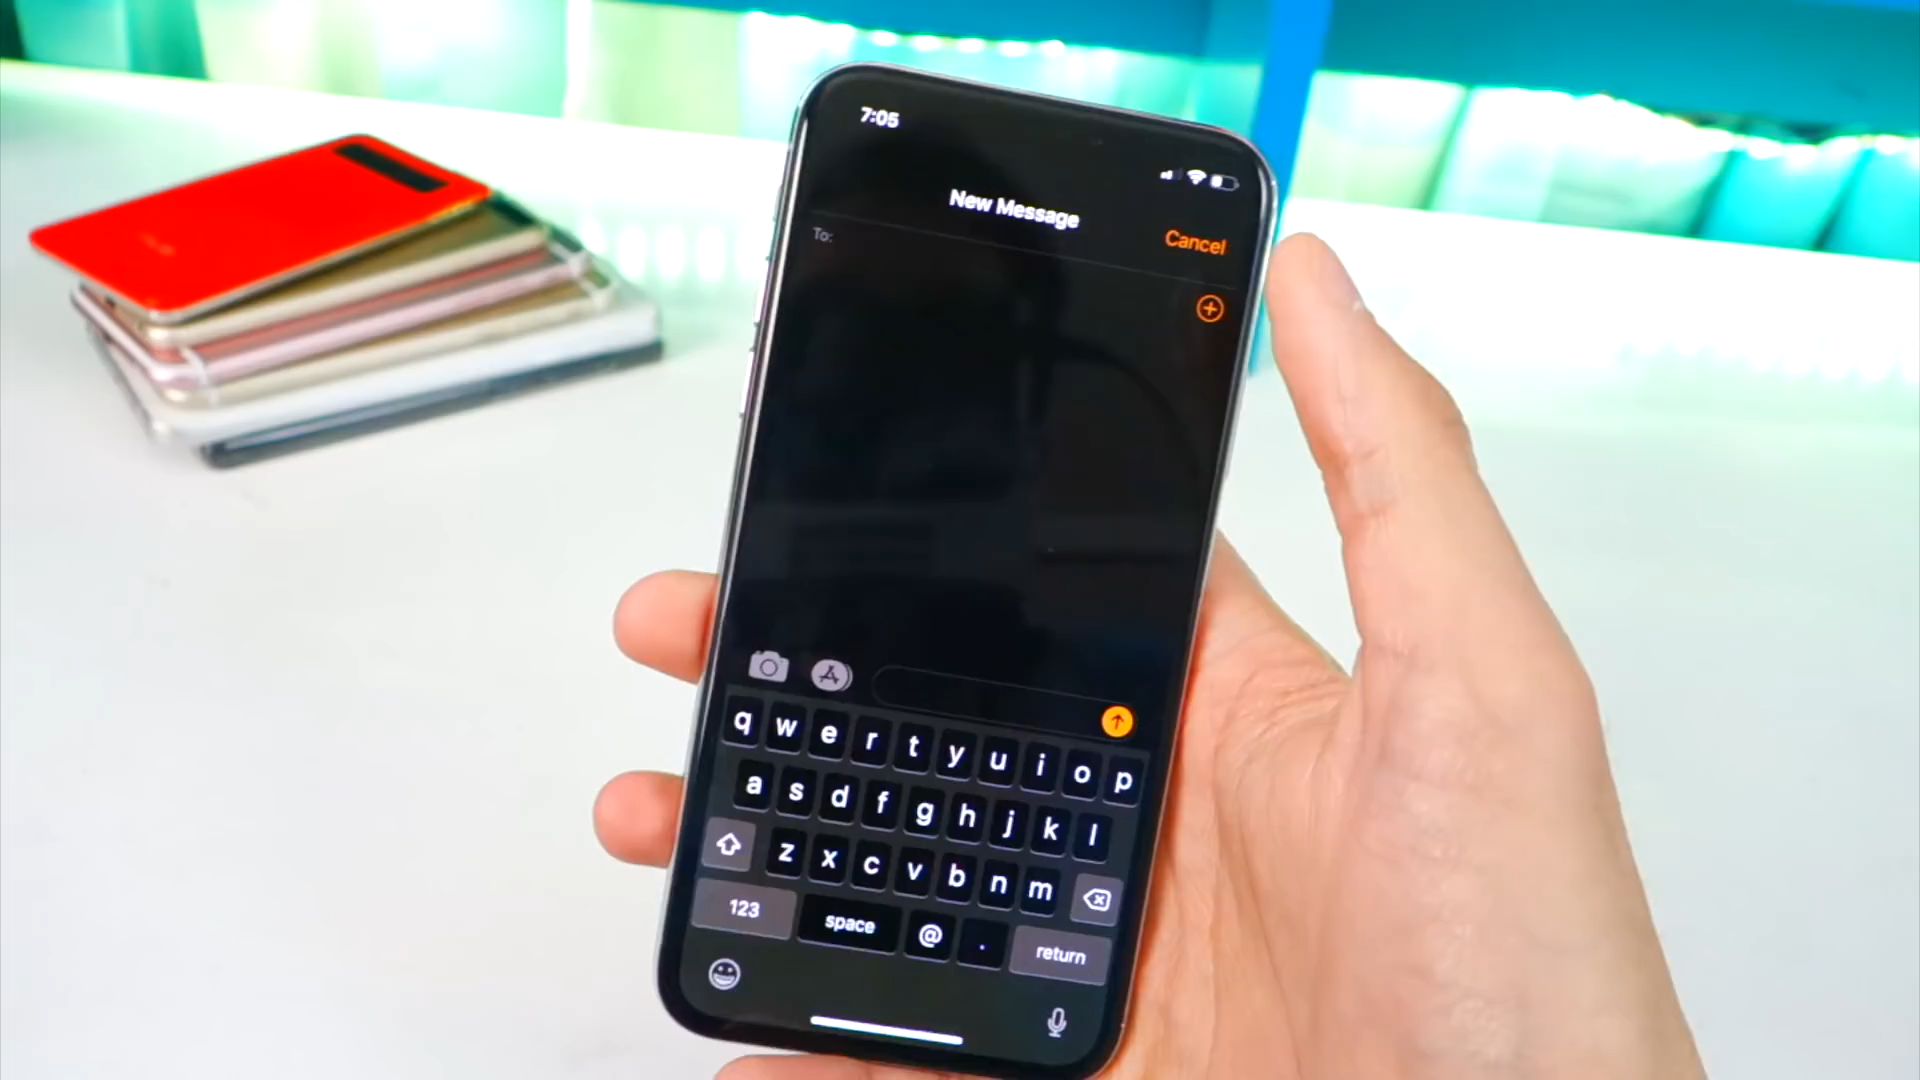 7:05
New Message
Cancel
To:
q w e r t y u i o p
a s d f g h j k l
z x c v b n m
123 space @ . return